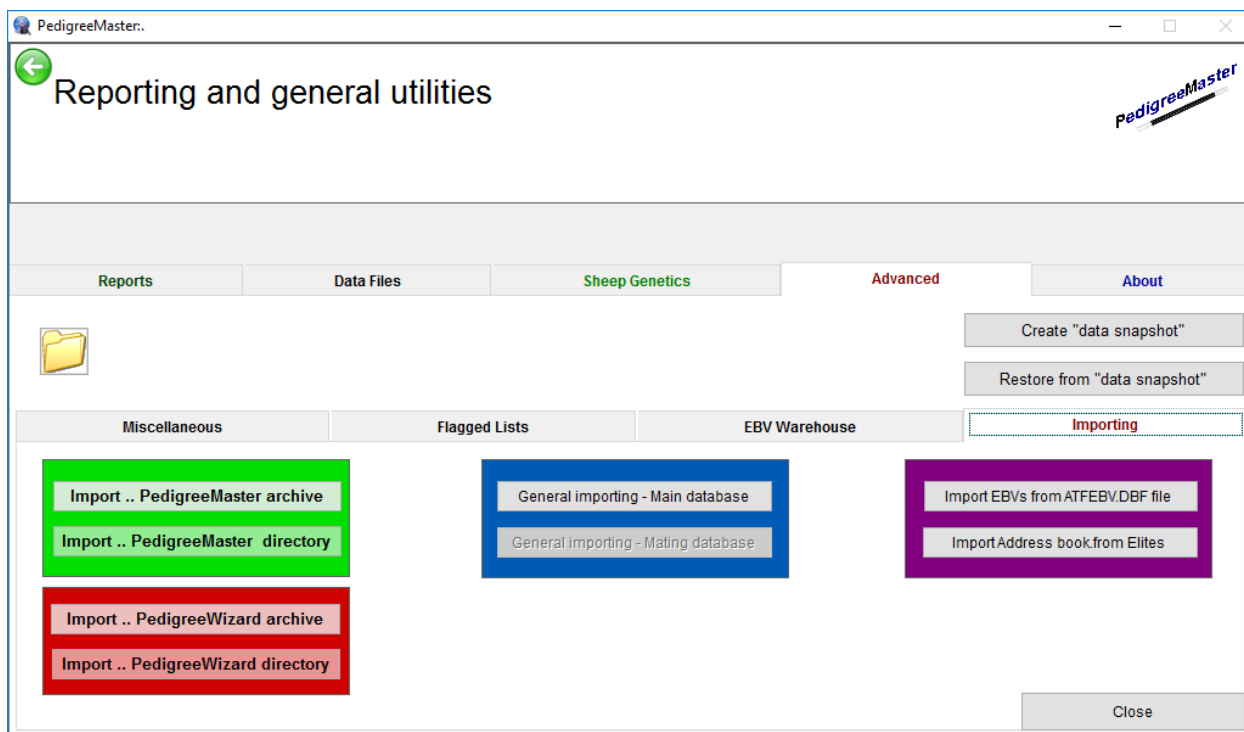 PedigreeMaster:.
Reporting and general utilities
PedigreeMaster
Reports Data Files Sheep Genetics Advanced About
Create "data snapshot"
Restore from "data snapshot"
Miscellaneous Flagged Lists EBV Warehouse Importing
Import .. PedigreeMaster archive
Import .. PedigreeMaster directory
General importing - Main database
General importing - Mating database
Import EBVs from ATFEBV.DBF file
Import Address book.from Elites
Import .. PedigreeWizard archive
Import .. PedigreeWizard directory
Close